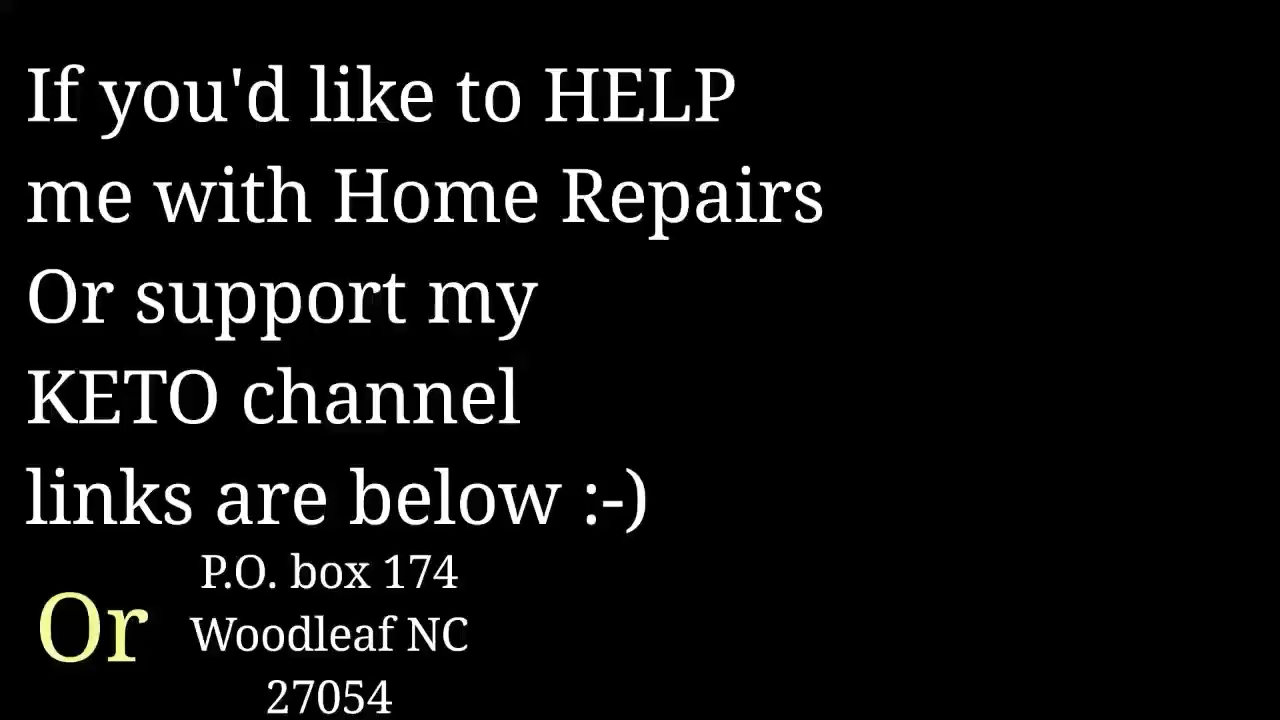 If you'd like to HELP
me with Home Repairs
Or support my
KETO channel
links are below :-)
P.O. box 174
Or
Woodleaf NC
27054